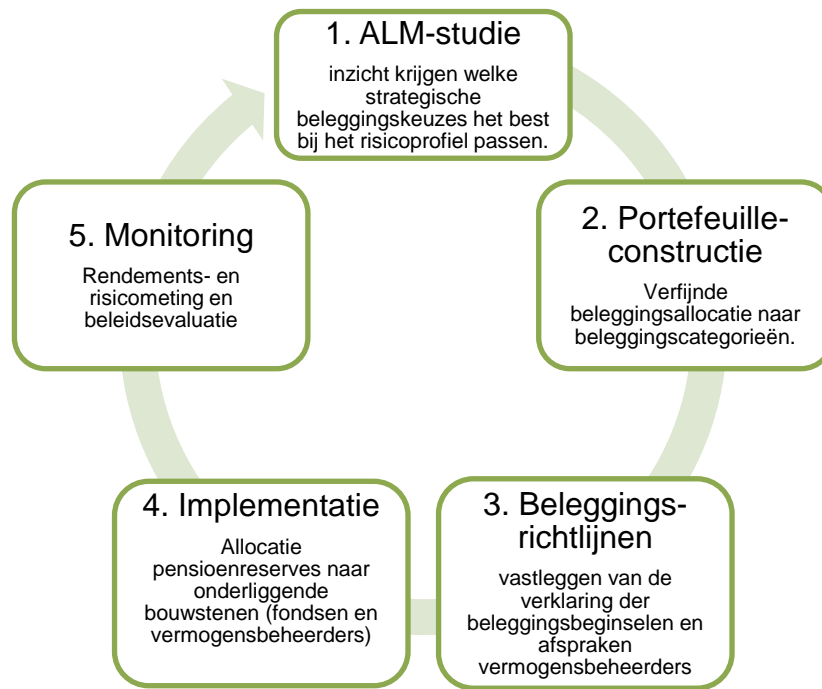 1. ALM-studie
inzicht krijgen welke
strategische
beleggingskeuzes het best
bij het risicoprofiel passen.
2. Portefeuille-
constructie
Verfijnde
beleggingsallocatie naar
beleggingscategorieën.
3. Beleggings-
richtlijnen
vastleggen van de
verklaring der
beleggingsbeginselen en
afspraken
vermogensbeheerders
4. Implementatie
Allocatie
pensioenreserves naar
onderliggende
bouwstenen (fondsen en
vermogensbeheerders)
5. Monitoring
Rendements- en
risicometing en
beleidsevaluatie